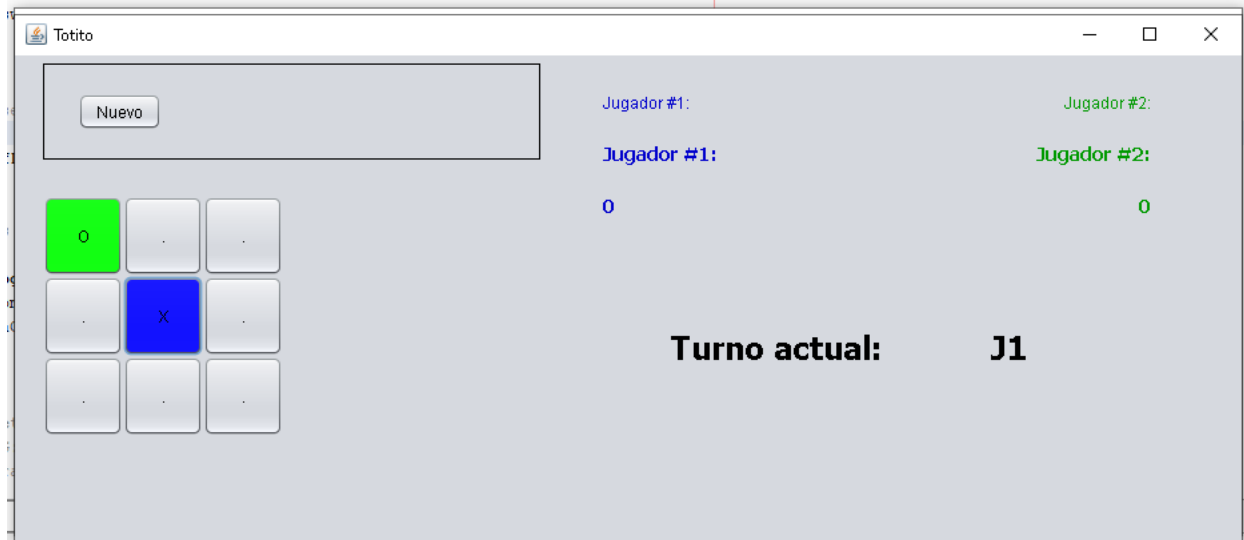 Totito
Nuevo
Jugador #1:
Jugador #2:
Jugador #1:
Jugador #2:
0
0
O . .
. X .
. . .
Turno actual: J1